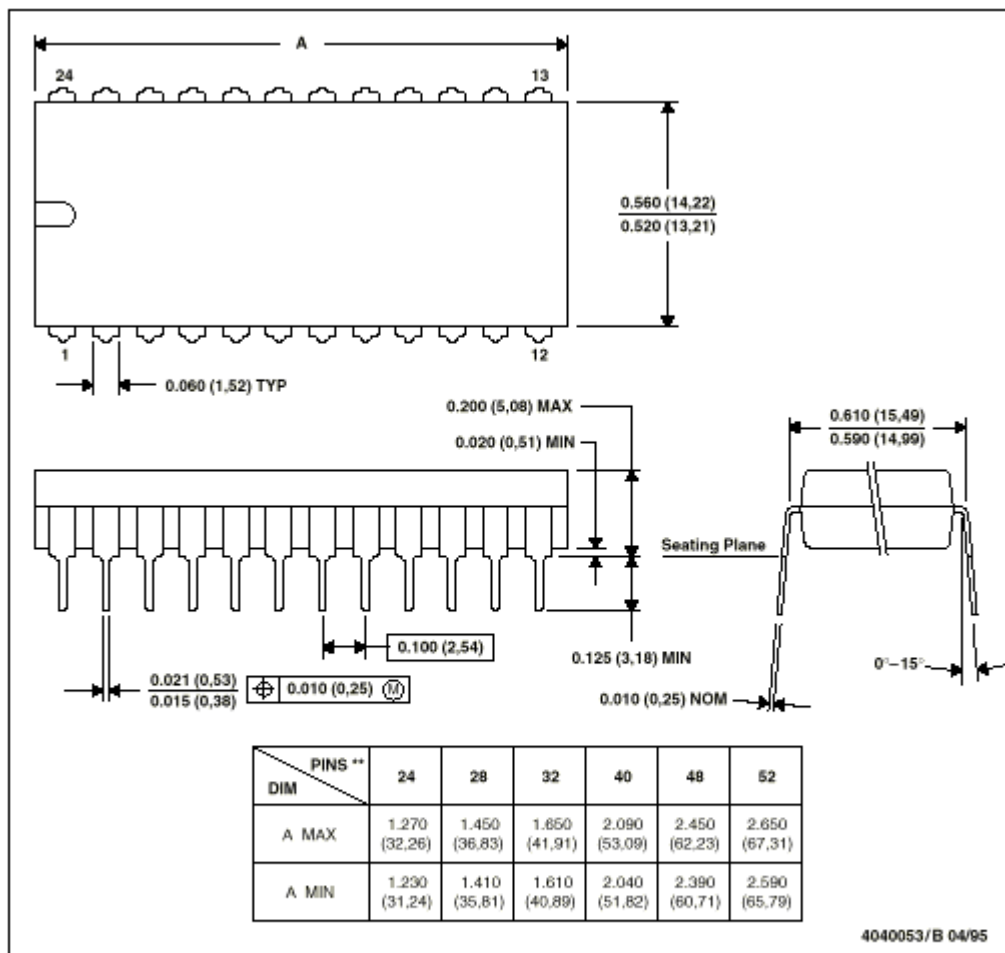 A
24 13
0.560 (14,22)
0.520 (13,21)
1 12
0.060 (1,52) TYP
0.200 (5,08) MAX
0.020 (0,51) MIN
0.610 (15,49)
0.590 (14,99)
Seating Plane
0.100 (2,54)
0.125 (3,18) MIN
0°–15°
0.021 (0,53)
0.015 (0,38)
0.010 (0,25) M
0.010 (0,25) NOM
PINS **
DIM
24 28 32 40 48 52
A MAX
1.270 1.450 1.650 2.090 2.450 2.650
(32,26) (36,83) (41,91) (53,09) (62,23) (67,31)
A MIN
1.230 1.410 1.610 2.040 2.390 2.590
(31,24) (35,81) (40,89) (51,82) (60,71) (65,79)
4040053/B 04/95